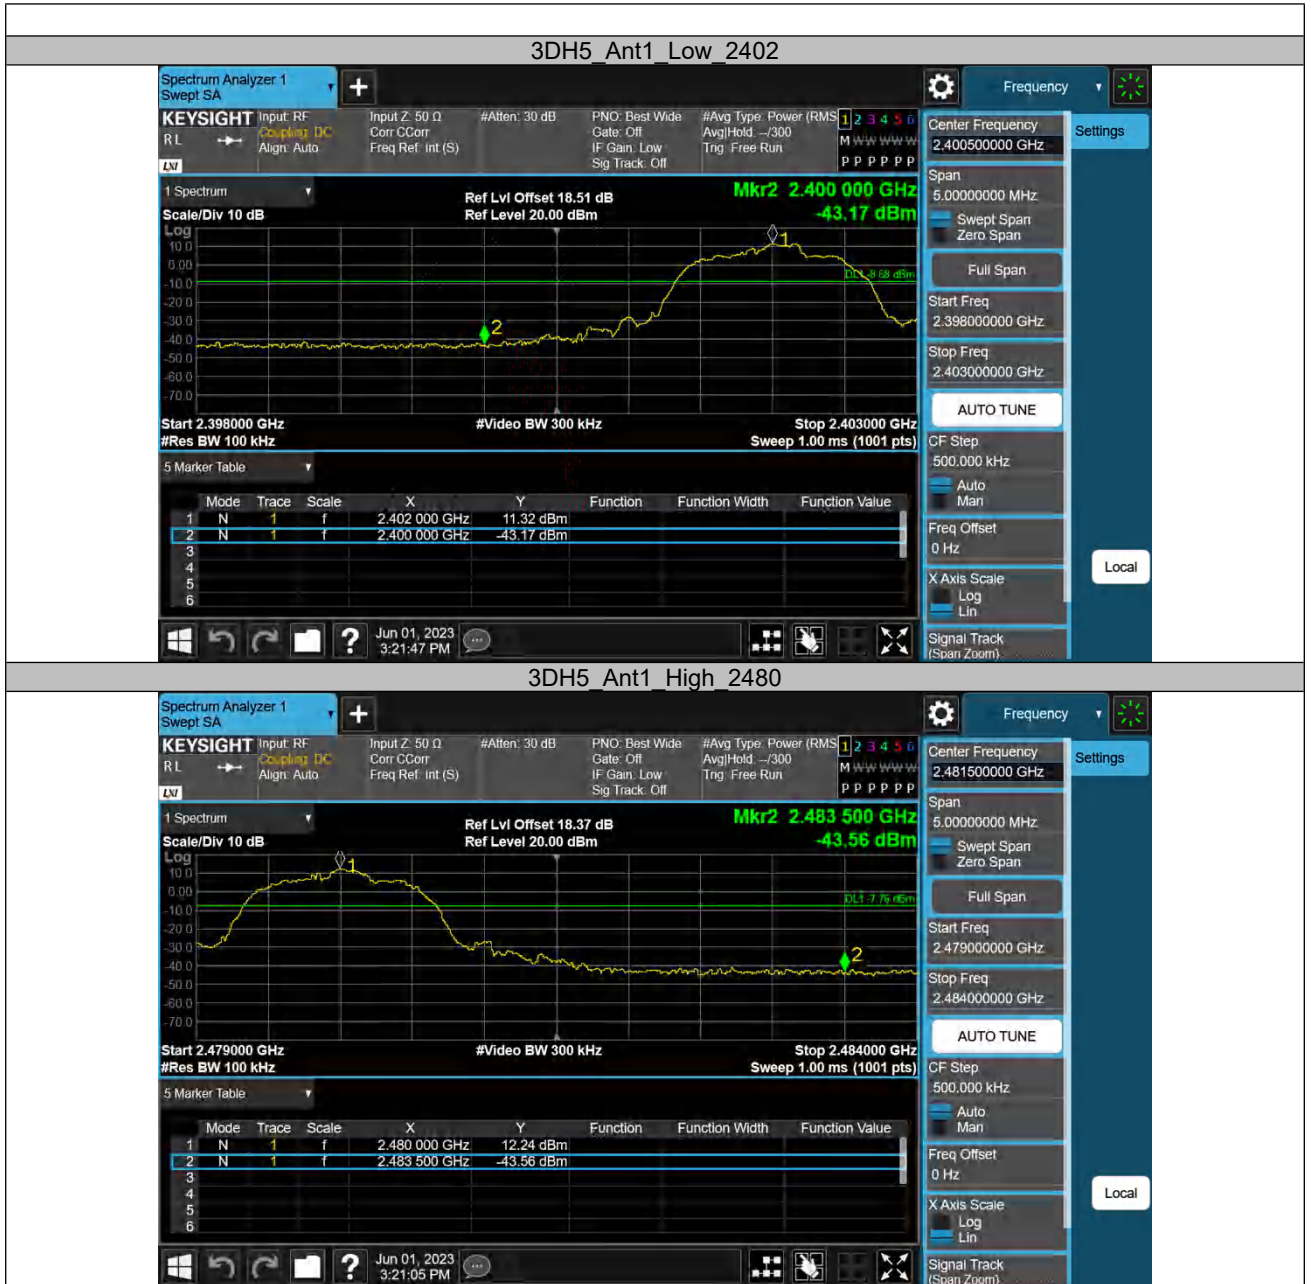 3DH5_Ant1_Low_2402
Spectrum Analyzer 1
Swept SA
+
Frequency
KEYSIGHT
R L
LXI
Input: RF
Coupling: DC
Align: Auto
Input Z: 50 Ω
Corr CCorr
Freq Ref: Int (S)
#Atten: 30 dB
PNO: Best Wide
Gate: Off
IF Gain: Low
Sig Track: Off
#Avg Type: Power (RMS
Avg|Hold: --/300
Trig: Free Run
1 2 3 4 5 6
M W W W W W
P P P P P P
Center Frequency
2.400500000 GHz
Settings
1 Spectrum
Scale/Div 10 dB
Ref Lvl Offset 18.51 dB
Ref Level 20.00 dBm
Mkr2 2.400 000 GHz
-43.17 dBm
Span
5.00000000 MHz
Swept Span
Zero Span
Log
10.0
0.00
-10.0
-20.0
-30.0
-40.0
-50.0
-60.0
-70.0
1
2
DL1 -8.68 dBm
Full Span
Start Freq
2.398000000 GHz
Stop Freq
2.403000000 GHz
AUTO TUNE
Start 2.398000 GHz
#Res BW 100 kHz
#Video BW 300 kHz
Stop 2.403000 GHz
Sweep 1.00 ms (1001 pts)
CF Step
500.000 kHz
Auto
Man
5 Marker Table
Mode Trace Scale X Y Function Function Width Function Value
1 N 1 f 2.402 000 GHz 11.32 dBm
2 N 1 f 2.400 000 GHz -43.17 dBm
3
4
5
6
Freq Offset
0 Hz
X Axis Scale
Log
Lin
Local
Signal Track
(Span Zoom)
?
Jun 01, 2023
3:21:47 PM
3DH5_Ant1_High_2480
Spectrum Analyzer 1
Swept SA
+
Frequency
KEYSIGHT
R L
LXI
Input: RF
Coupling: DC
Align: Auto
Input Z: 50 Ω
Corr CCorr
Freq Ref: Int (S)
#Atten: 30 dB
PNO: Best Wide
Gate: Off
IF Gain: Low
Sig Track: Off
#Avg Type: Power (RMS
Avg|Hold: --/300
Trig: Free Run
1 2 3 4 5 6
M W W W W W
P P P P P P
Center Frequency
2.481500000 GHz
Settings
1 Spectrum
Scale/Div 10 dB
Ref Lvl Offset 18.37 dB
Ref Level 20.00 dBm
Mkr2 2.483 500 GHz
-43.56 dBm
Span
5.00000000 MHz
Swept Span
Zero Span
Log
10.0
0.00
-10.0
-20.0
-30.0
-40.0
-50.0
-60.0
-70.0
1
2
DL1 -7.76 dBm
Full Span
Start Freq
2.479000000 GHz
Stop Freq
2.484000000 GHz
AUTO TUNE
Start 2.479000 GHz
#Res BW 100 kHz
#Video BW 300 kHz
Stop 2.484000 GHz
Sweep 1.00 ms (1001 pts)
CF Step
500.000 kHz
Auto
Man
5 Marker Table
Mode Trace Scale X Y Function Function Width Function Value
1 N 1 f 2.480 000 GHz 12.24 dBm
2 N 1 f 2.483 500 GHz -43.56 dBm
3
4
5
6
Freq Offset
0 Hz
X Axis Scale
Log
Lin
Local
Signal Track
(Span Zoom)
?
Jun 01, 2023
3:21:05 PM